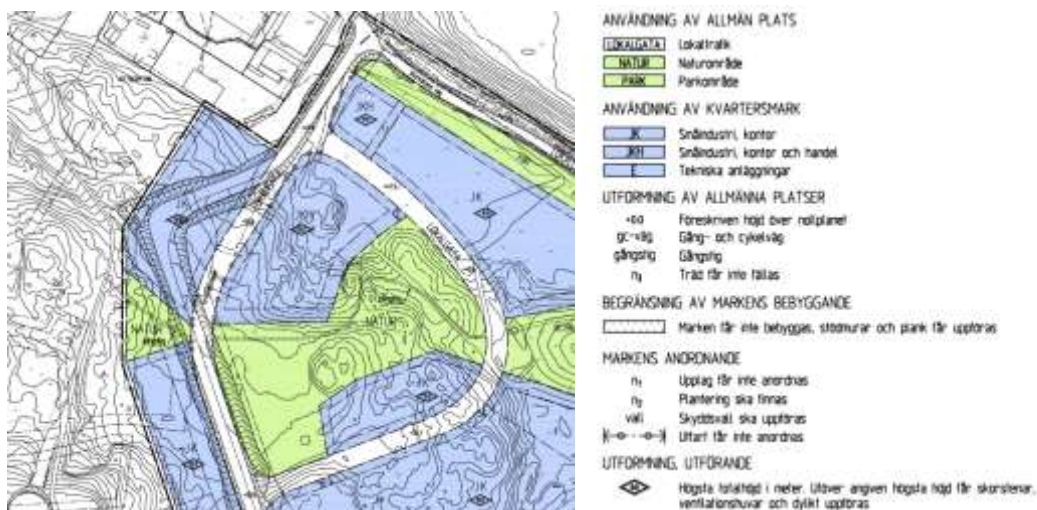 JKH
JK
JKH
JK
LOKALGATA
NATUR
NATUR
JK
JK
ANVÄNDNING AV ALLMÄN PLATS
LOKALGATA Lokaltrafik
NATUR Naturområde
PARK Parkområde
ANVÄNDNING AV KVARTERSMARK
JK Småindustri, kontor
JKH Småindustri, kontor och handel
E Tekniska anläggningar
UTFORMNING AV ALLMÄNNA PLATSER
+0.0 Föreskriven höjd över nollplanet
gc-väg Gång- och cykelväg
gångstig Gångstig
n₃ Träd får inte fällas
BEGRÄNSNING AV MARKENS BEBYGGANDE
Marken får inte bebyggas, stödmurar och plank får uppföras
MARKENS ANORDNANDE
n₁ Upplag får inte anordnas
n₂ Plantering ska finnas
vall Skyddsvall ska uppföras
Utfart får inte anordnas
UTFORMNING, UTFÖRANDE
Högsta totalhöjd i meter. Utöver angiven högsta höjd får skorstenar,
ventilationshuvar och dylikt uppföras